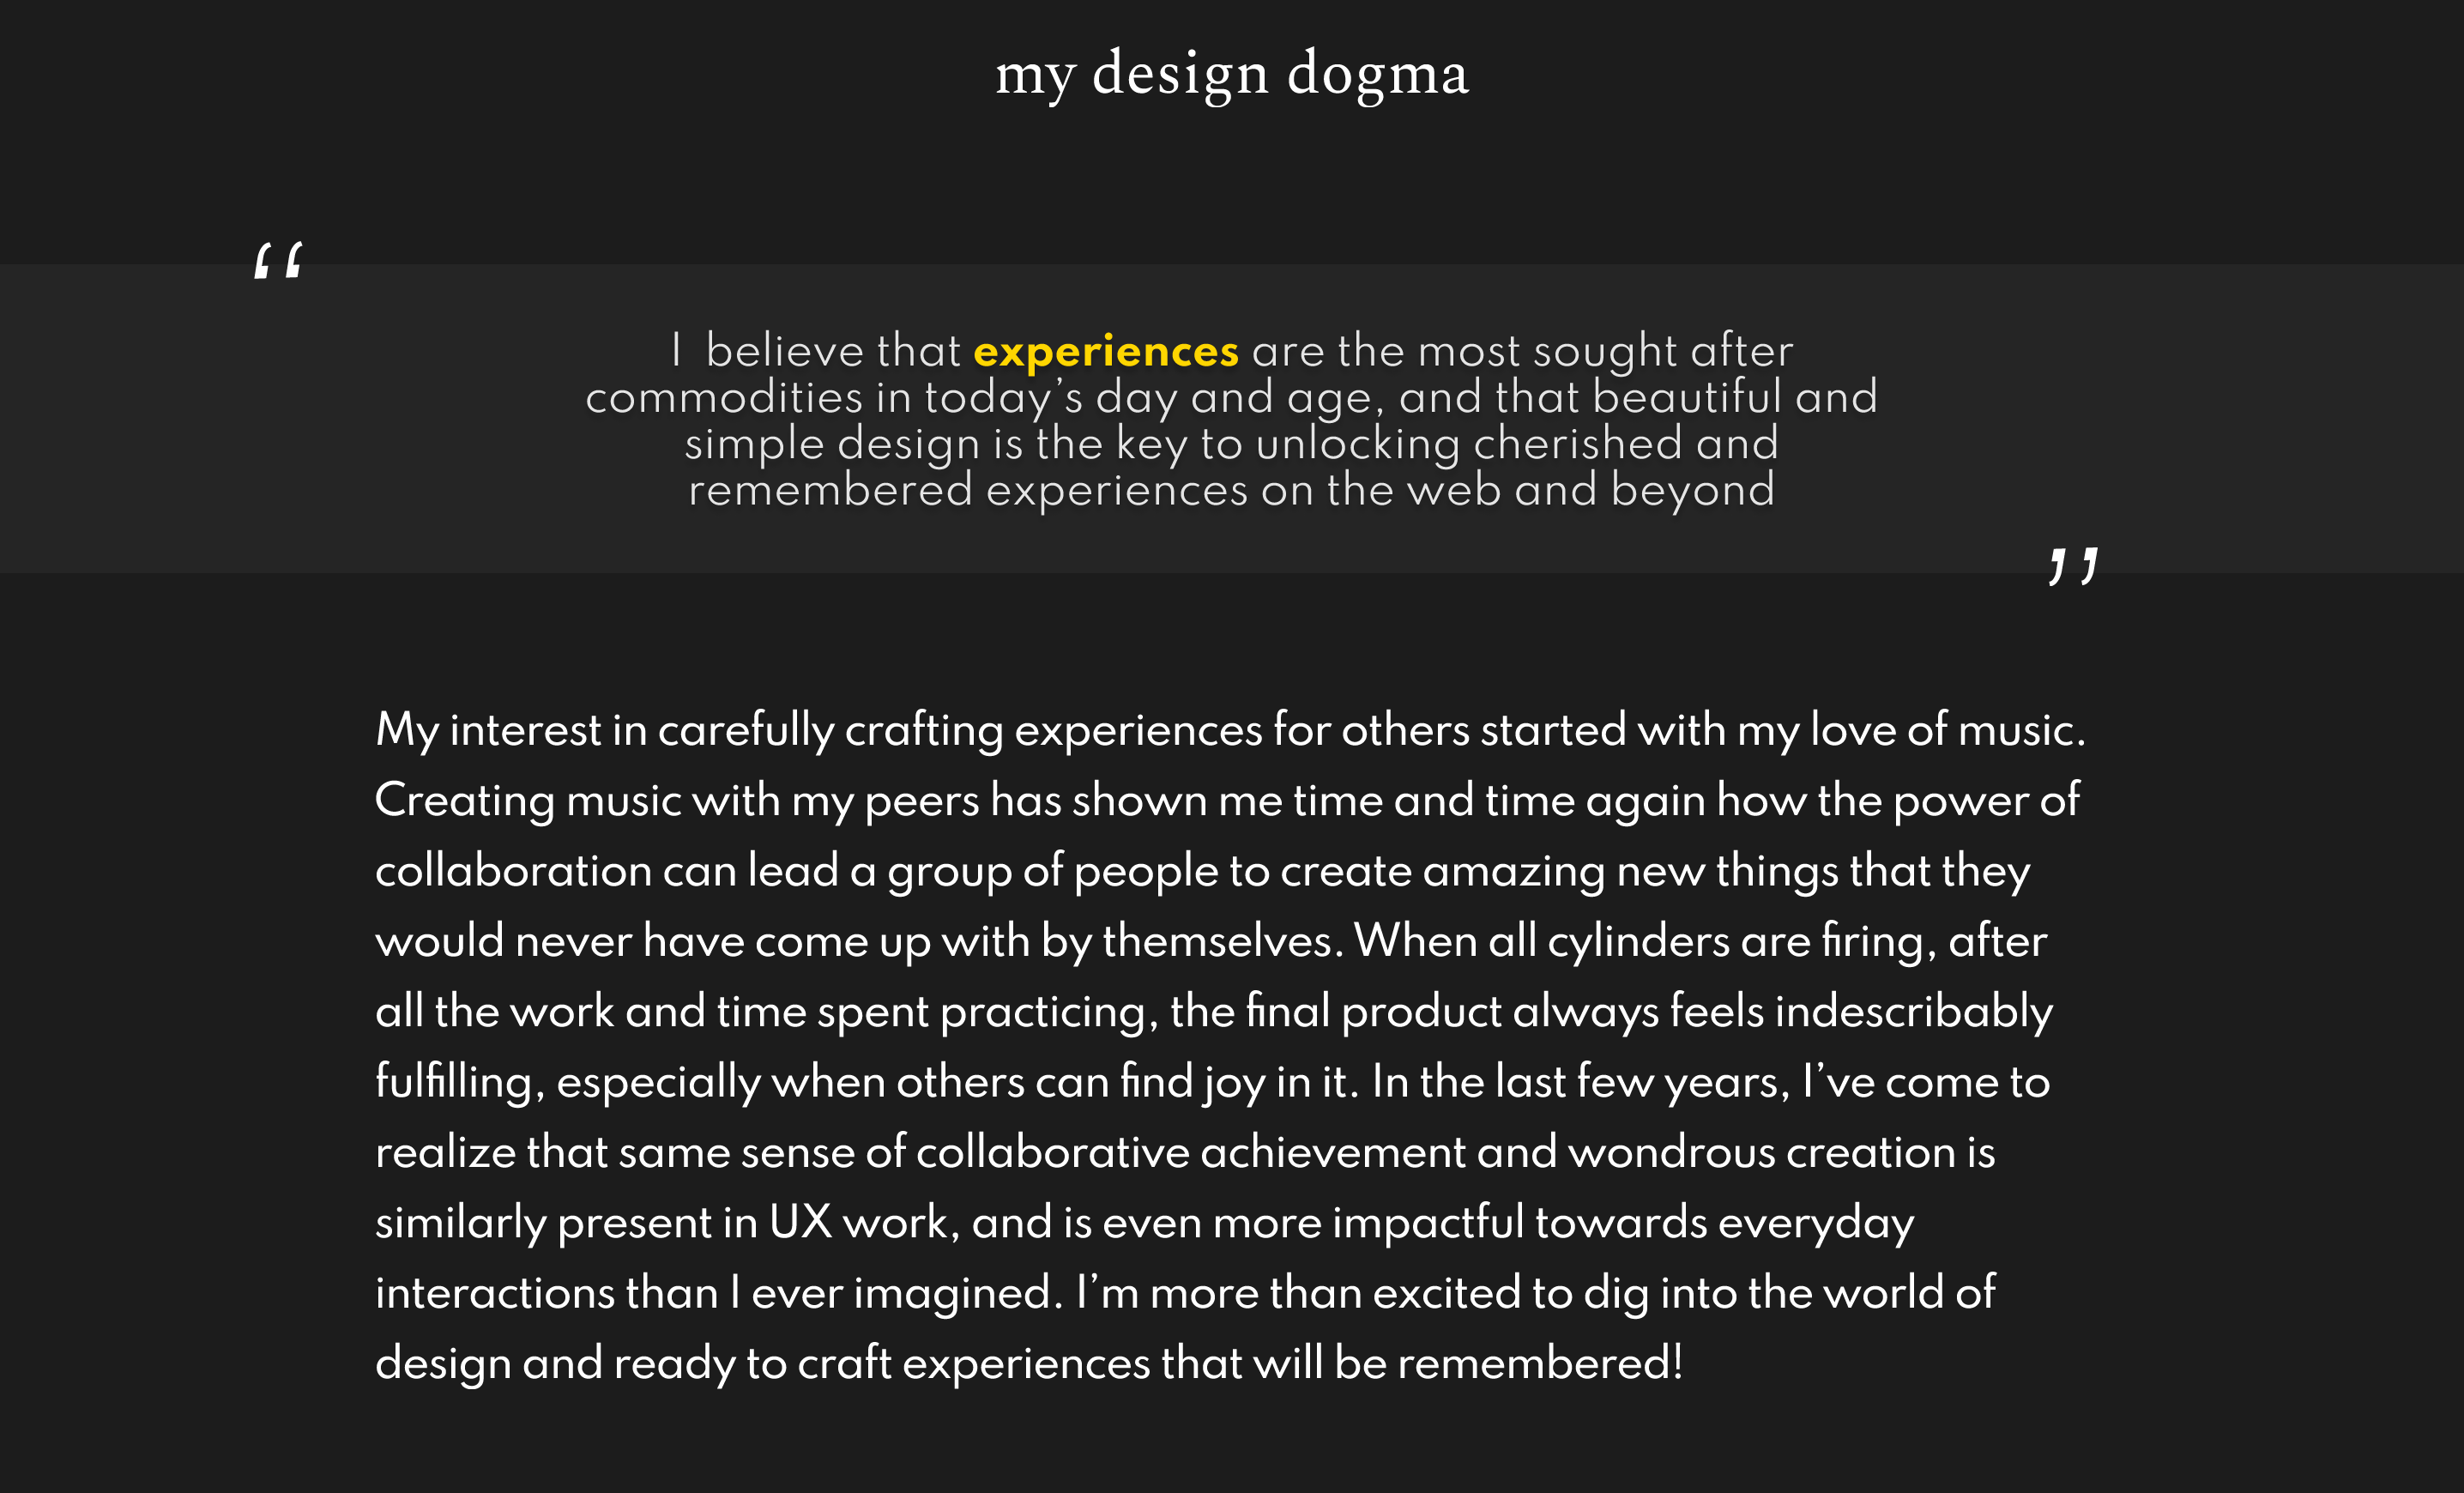 my design dogma
“
I believe that experiences are the most sought after
commodities in today’s day and age, and that beautiful and
simple design is the key to unlocking cherished and
remembered experiences on the web and beyond
”
My interest in carefully crafting experiences for others started with my love of music.
Creating music with my peers has shown me time and time again how the power of
collaboration can lead a group of people to create amazing new things that they
would never have come up with by themselves. When all cylinders are firing, after
all the work and time spent practicing, the final product always feels indescribably
fulfilling, especially when others can find joy in it. In the last few years, I’ve come to
realize that same sense of collaborative achievement and wondrous creation is
similarly present in UX work, and is even more impactful towards everyday
interactions than I ever imagined. I’m more than excited to dig into the world of
design and ready to craft experiences that will be remembered!